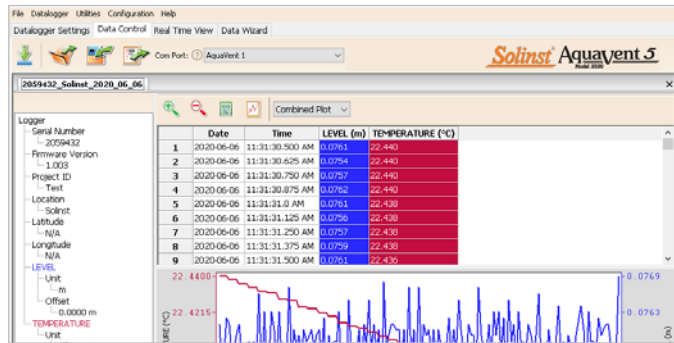 File Datalogger Utilities Configuration Help
Datalogger Settings Data Control Real Time View Data Wizard
Com Port: ? AquaVent 1
Solinst AquaVent 5
Model 3500
2059432_Solinst_2020_06_06
Combined Plot
Logger
Serial Number
2059432
Firmware Version
1.003
Project ID
Test
Location
Solinst
Latitude
N/A
Longitude
N/A
LEVEL
Unit
m
Offset
0.0000 m
TEMPERATURE
Unit
Date Time LEVEL (m) TEMPERATURE (°C)
1 2020-06-06 11:31:30.500 AM 0.0761 22.440
2 2020-06-06 11:31:30.625 AM 0.0754 22.440
3 2020-06-06 11:31:30.750 AM 0.0757 22.440
4 2020-06-06 11:31:30.875 AM 0.0762 22.440
5 2020-06-06 11:31:31.0 AM 0.0761 22.438
6 2020-06-06 11:31:31.125 AM 0.0756 22.438
7 2020-06-06 11:31:31.250 AM 0.0757 22.438
8 2020-06-06 11:31:31.375 AM 0.0759 22.438
9 2020-06-06 11:31:31.500 AM 0.0761 22.436
22.4400 0.0769
22.4215 0.0763
URE (°C)
(m)